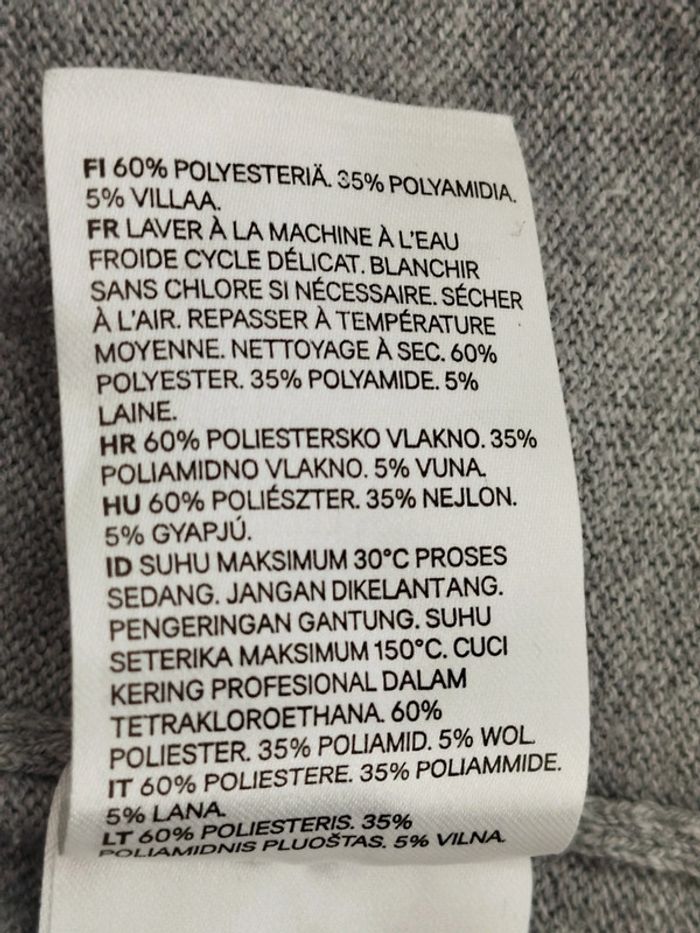 FI 60% POLYESTERIÄ. 35% POLYAMIDIA.
5% VILLAA.
FR LAVER À LA MACHINE À L'EAU
FROIDE CYCLE DÉLICAT. BLANCHIR
SANS CHLORE SI NÉCESSAIRE. SÉCHER
À L'AIR. REPASSER À TEMPÉRATURE
MOYENNE. NETTOYAGE À SEC. 60%
POLYESTER. 35% POLYAMIDE. 5%
LAINE.
HR 60% POLIESTERSKO VLAKNO. 35%
POLIAMIDNO VLAKNO. 5% VUNA.
HU 60% POLIÉSZTER. 35% NEJLON.
5% GYAPJÚ.
ID SUHU MAKSIMUM 30°C PROSES
SEDANG. JANGAN DIKELANTANG.
PENGERINGAN GANTUNG. SUHU
SETERIKA MAKSIMUM 150°C. CUCI
KERING PROFESIONAL DALAM
TETRAKLOROETHANA. 60%
POLIESTER. 35% POLIAMID. 5% WOL.
IT 60% POLIESTERE. 35% POLIAMMIDE.
5% LANA.
LT 60% POLIESTERIS. 35%
POLIAMIDNIS PLUOŠTAS. 5% VILNA.